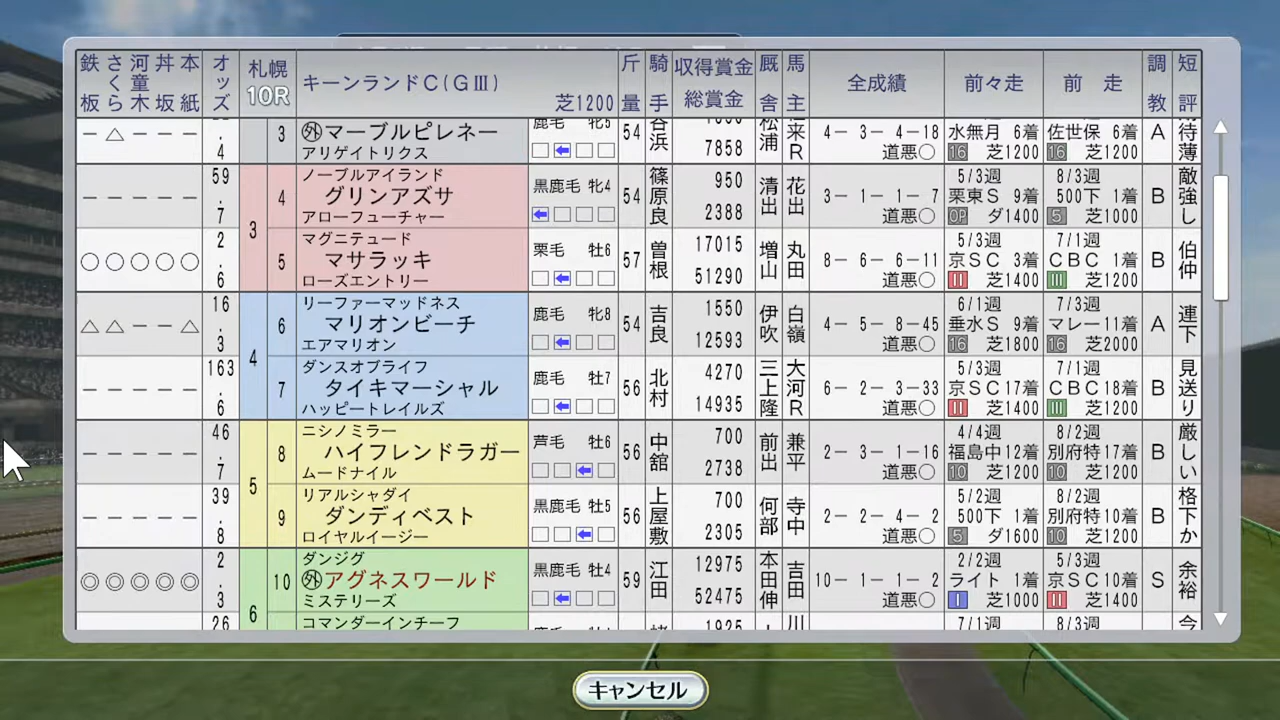 鉄板 さくら 河童木 丼坂 本紙 オッズ 札幌10R キーンランドC(GⅢ) 芝1200 斤量 騎手 収得賞金 総賞金 厩舎 馬主 全成績 前々走 前走 調教 短評
－ △ － － － .4 3 ㊕マーブルピレネー 鹿毛 牝5 54 7858 4－ 3－ 4－18 水無月 6着 佐世保 6着 A 待薄
アリゲイトリクス 道悪○ 16 芝1200 16 芝1200
ノーブルアイランド 5/3週 8/3週
－ － － － － 59.7 3 4 グリンアズサ 黒鹿毛 牝4 54 篠原良 950 2388 清出 花出 3－ 1－ 1－ 7 栗東S 9着 500下 1着 B 敵強し
アローフューチャー 道悪○ OP ダ1400 5 芝1000
マグニテュード 5/3週 7/1週
○ ○ ○ ○ ○ 2.6 5 マサラッキ 栗毛 牡6 57 曽根 17015 51290 増山 丸田 8－ 6－ 6－11 京SC 3着 CBC 1着 B 伯仲
ローズエントリー 道悪○ Ⅱ 芝1400 Ⅲ 芝1200
リーファーマッドネス 6/1週 7/3週
△ △ － － △ 16.3 4 6 マリオンビーチ 鹿毛 牝8 54 吉良 1550 12593 伊吹 白嶺 4－ 5－ 8－45 垂水S 9着 マレー11着 A 連下
エアマリオン 道悪○ 16 芝1800 16 芝2000
ダンスオブライフ 5/3週 7/1週
－ － － － － 163.6 7 タイキマーシャル 鹿毛 牡7 56 北村 4270 14935 三上隆 大河R 6－ 2－ 3－33 京SC17着 CBC18着 B 見送り
ハッピートレイルズ 道悪○ Ⅱ 芝1400 Ⅲ 芝1200
ニシノミラー 4/4週 8/2週
－ － － － － 46.7 5 8 ハイフレンドラガー 芦毛 牡6 56 中舘 700 2738 前出 兼平 2－ 3－ 1－16 福島中12着 別府特17着 B 厳しい
ムードナイル 道悪○ 10 芝1200 10 芝1200
リアルシャダイ 5/2週 8/2週
－ － － － － 39.8 9 ダンディベスト 黒鹿毛 牡5 56 上屋敷 700 2305 何部 寺中 2－ 2－ 4－ 2 500下 1着 別府特10着 B 格下か
ロイヤルイージー 道悪○ 5 ダ1600 10 芝1200
ダンジグ 2/2週 5/3週
◎ ◎ ◎ ◎ ◎ 2.3 6 10 外アグネスワールド 黒鹿毛 牡4 59 江田 12975 52475 本田伸 吉田 10－ 1－ 1－ 2 ライト 1着 京SC10着 S 余裕
ミステリーズ 道悪○ Ⅰ 芝1000 Ⅱ 芝1400
26 コマンダーインチーフ 7/1週 8/3週
キャンセル